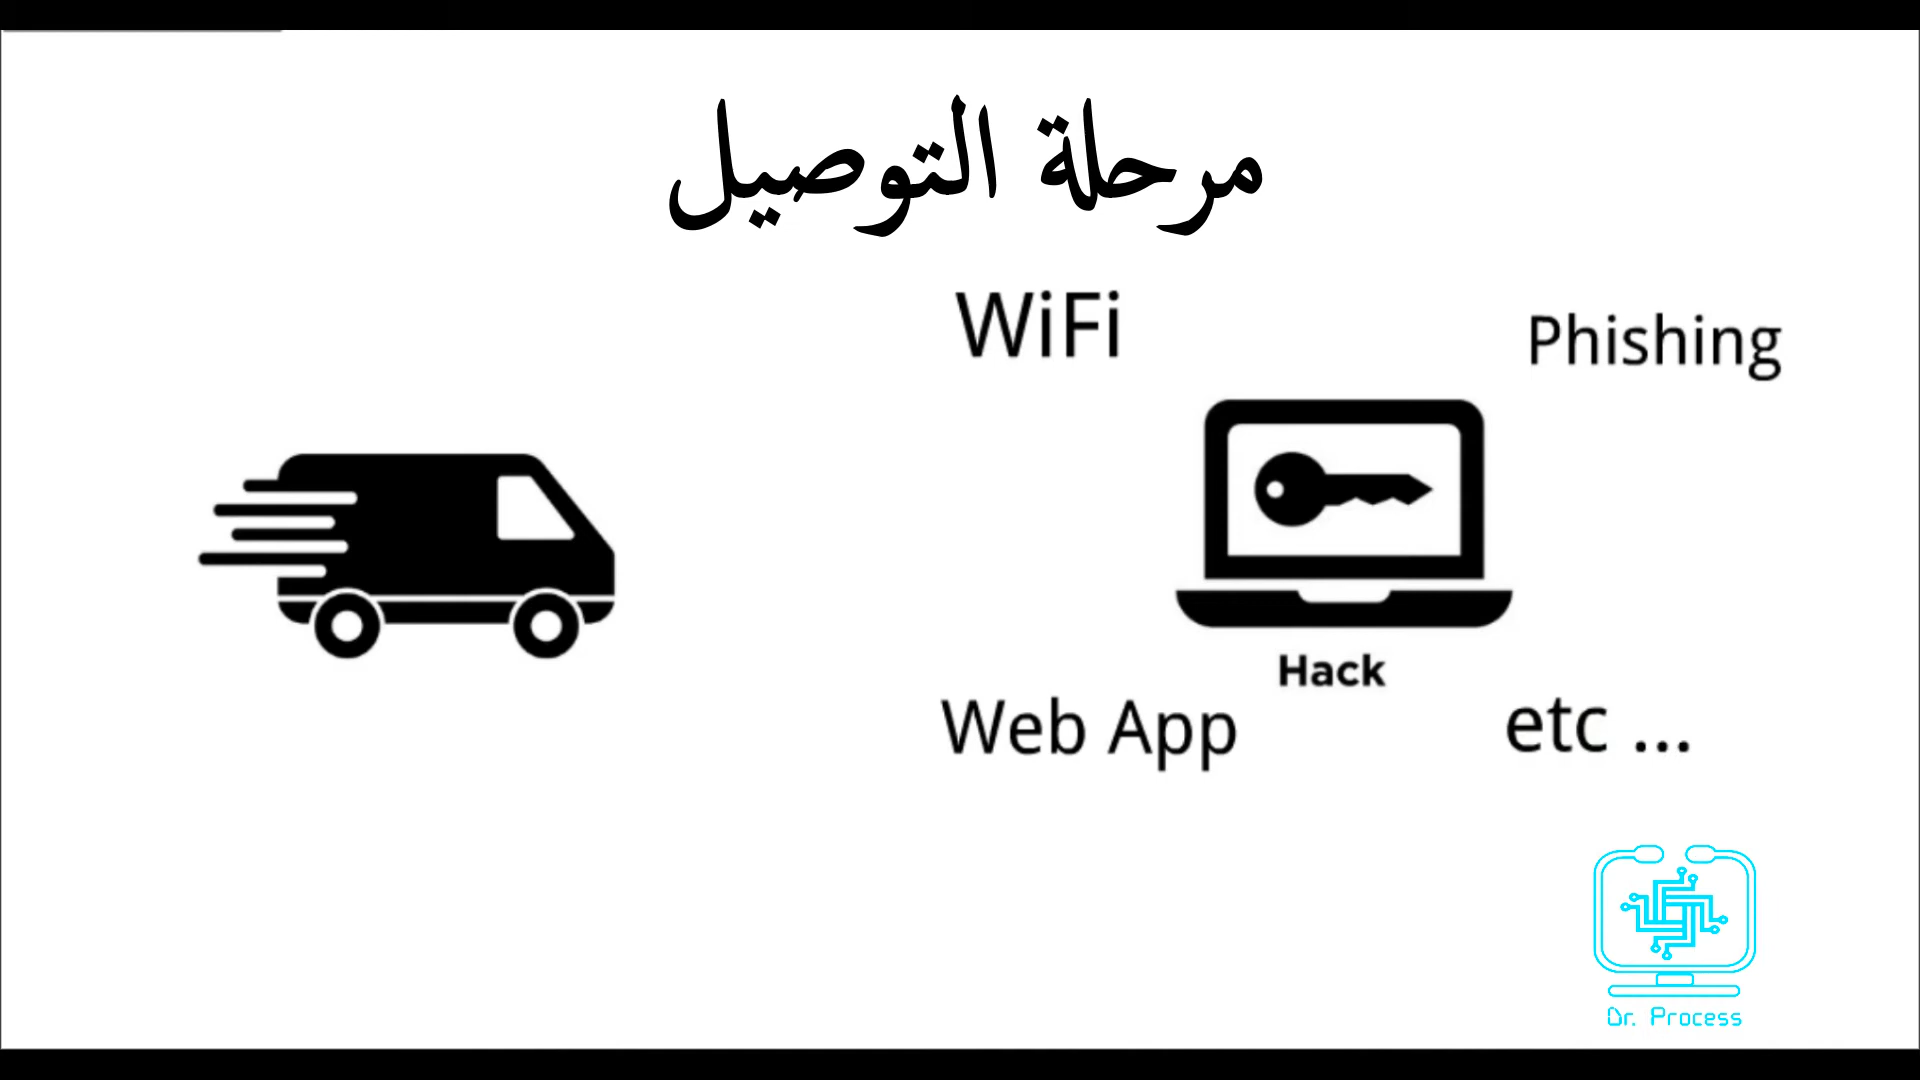 مرحلة التوصيل
WiFi
Phishing
Hack
Web App
etc ...
Dr. Process